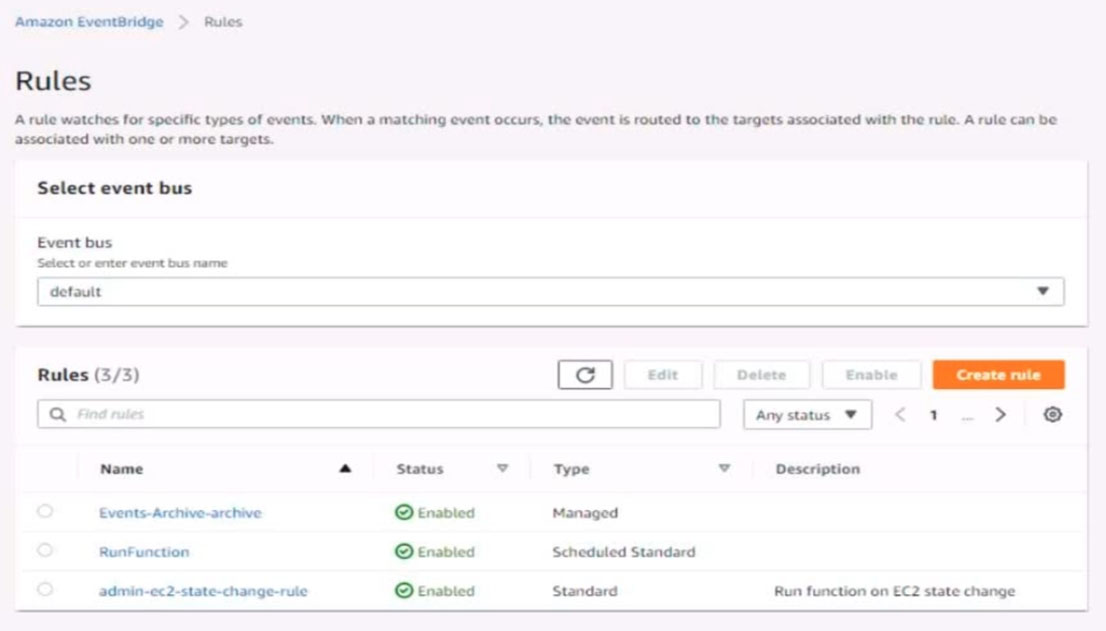 Amazon EventBridge > Rules
Rules
A rule watches for specific types of events. When a matching event occurs, the event is routed to the targets associated with the rule. A rule can be
associated with one or more targets.
Select event bus
Event bus
Select or enter event bus name
default
Rules (3/3) Edit Delete Enable Create rule
Find rules Any status < 1 ... >
Name Status Type Description
Events-Archive-archive Enabled Managed
RunFunction Enabled Scheduled Standard
admin-ec2-state-change-rule Enabled Standard Run function on EC2 state change